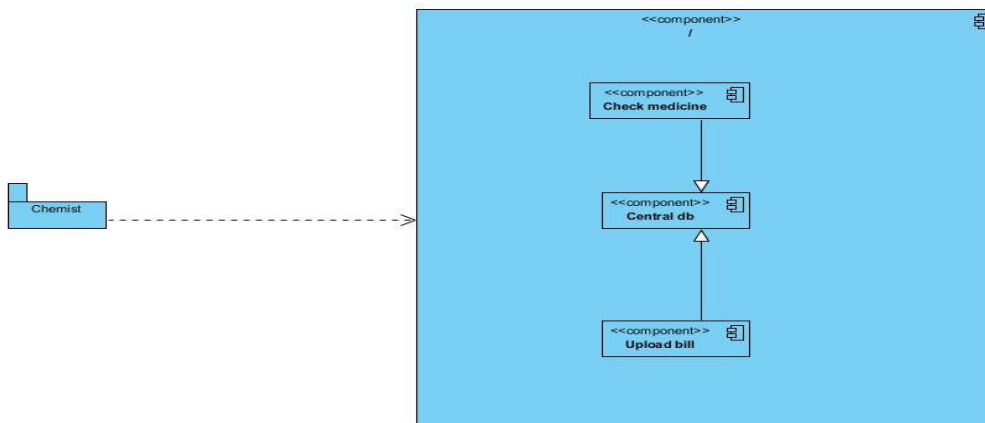 <<component>>
/
<<component>>
Check medicine
Chemist
<<component>>
Central db
<<component>>
Upload bill